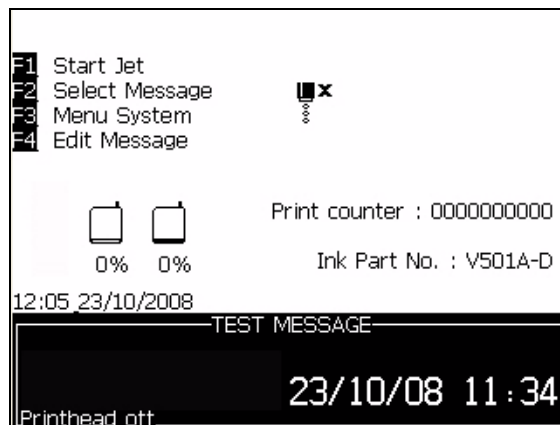 F1 Start Jet
F2 Select Message
F3 Menu System
F4 Edit Message
Print counter : 0000000000
0% 0%
Ink Part No. : V501A-D
12:05 23/10/2008
TEST MESSAGE
23/10/08 11:34
Printhead off